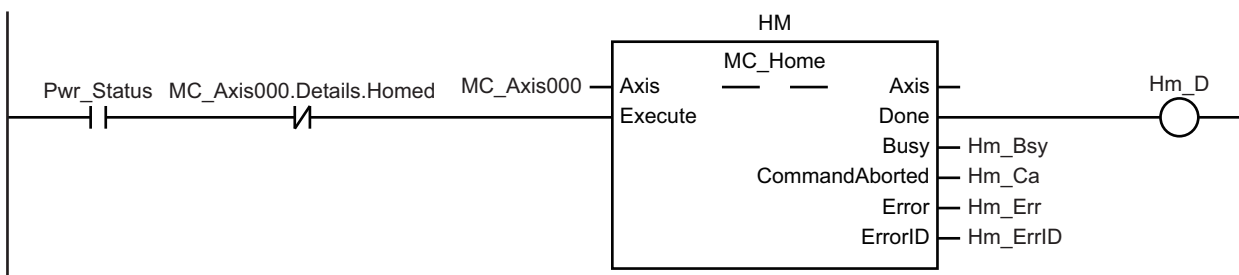 HM
MC_Home
Pwr_Status MC_Axis000.Details.Homed MC_Axis000 Axis Axis Hm_D
Execute Done
Busy Hm_Bsy
CommandAborted Hm_Ca
Error Hm_Err
ErrorID Hm_ErrID